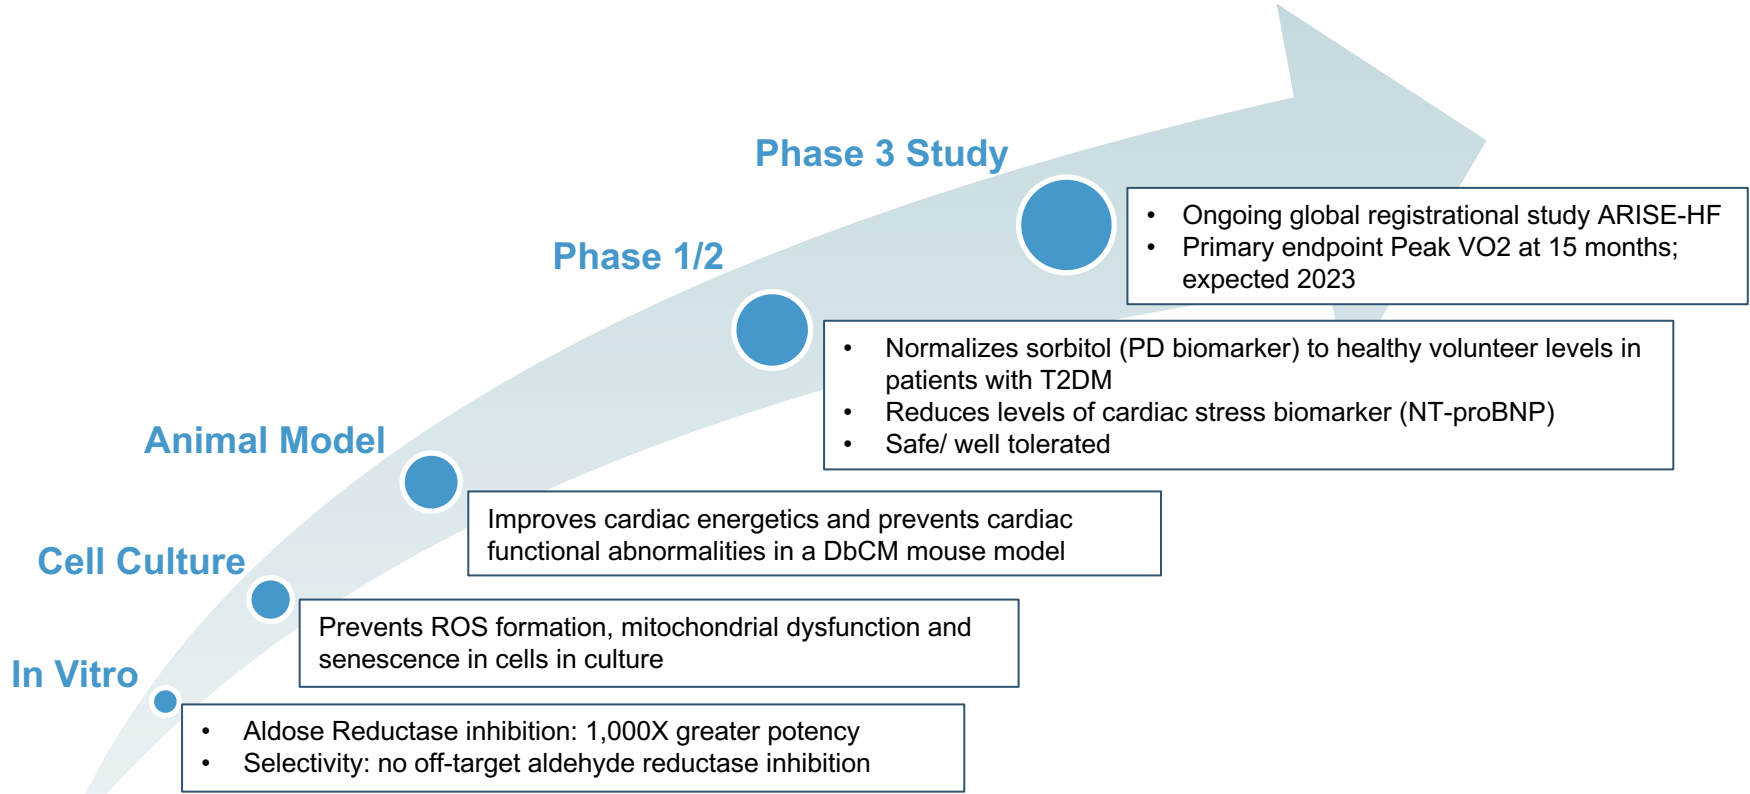 Phase 3 Study
• Ongoing global registrational study ARISE-HF
• Primary endpoint Peak VO2 at 15 months;
expected 2023
Phase 1/2
• Normalizes sorbitol (PD biomarker) to healthy volunteer levels in
patients with T2DM
• Reduces levels of cardiac stress biomarker (NT-proBNP)
• Safe/ well tolerated
Animal Model
Improves cardiac energetics and prevents cardiac
functional abnormalities in a DbCM mouse model
Cell Culture
Prevents ROS formation, mitochondrial dysfunction and
senescence in cells in culture
In Vitro
• Aldose Reductase inhibition: 1,000X greater potency
• Selectivity: no off-target aldehyde reductase inhibition